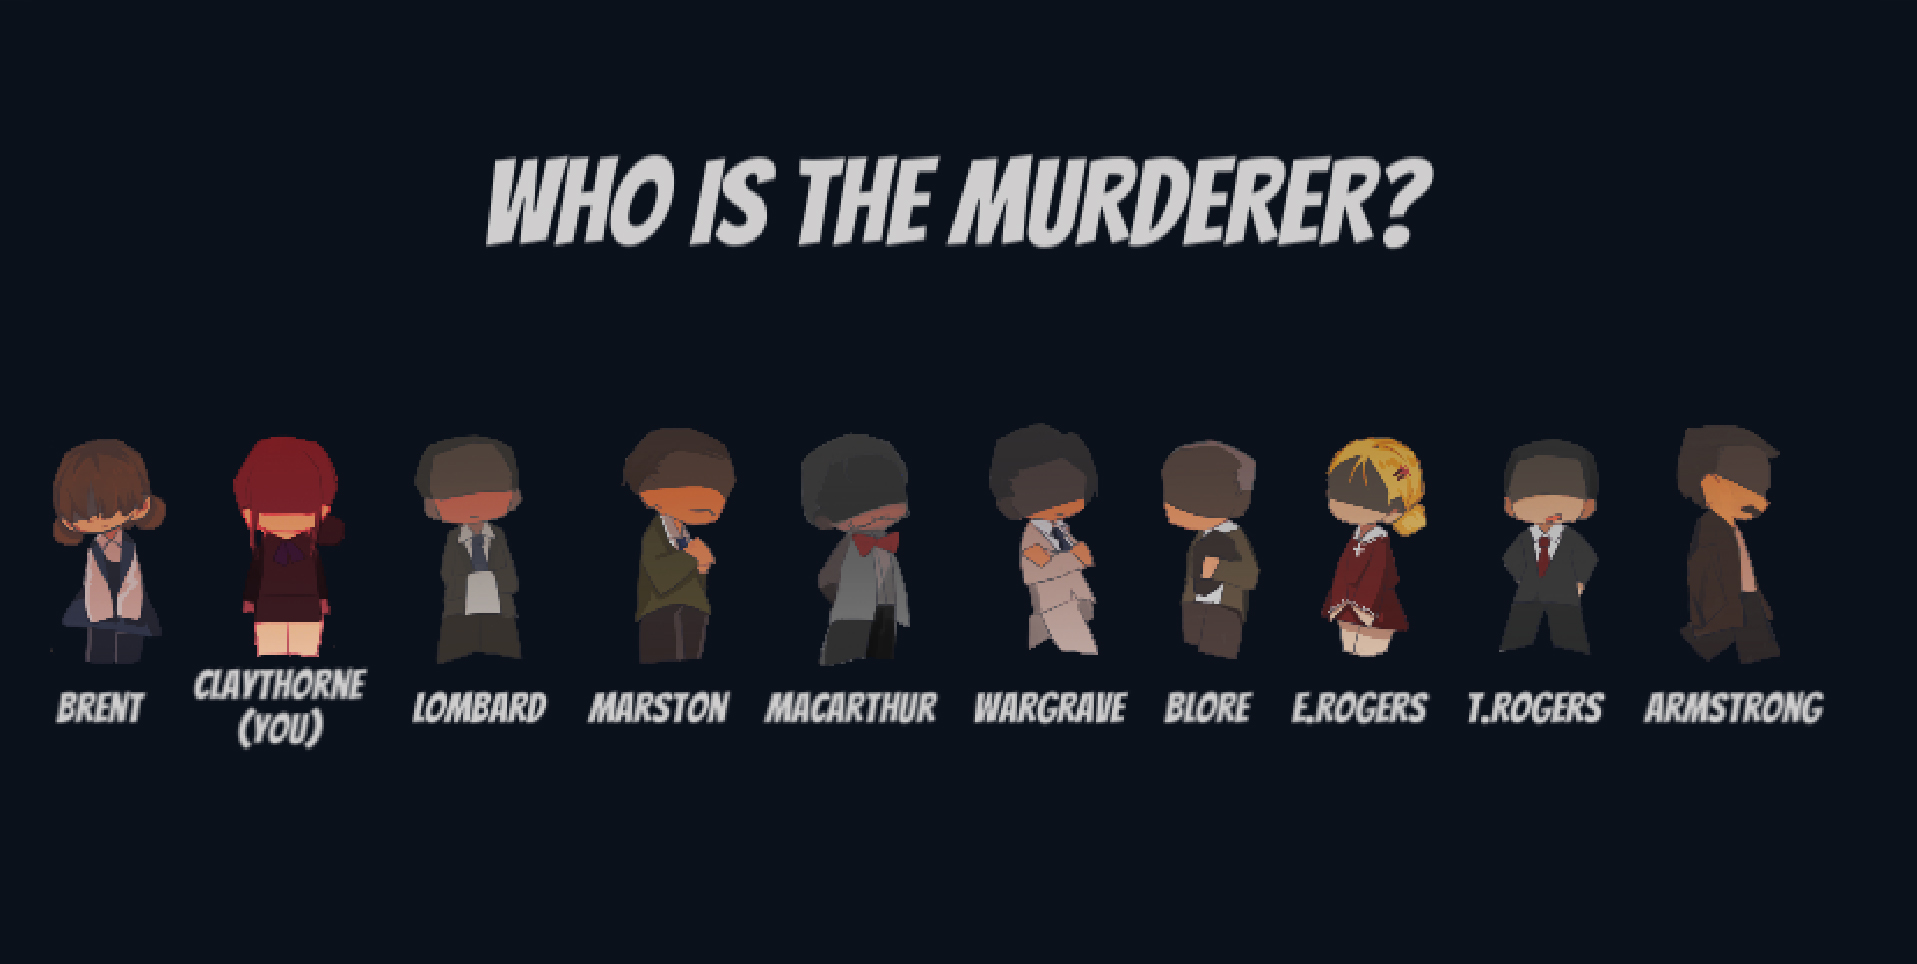 WHO IS THE MURDERER?
BRENT
CLAYTHORNE
(YOU)
LOMBARD
MARSTON
MACARTHUR
WARGRAVE
BLORE
E.ROGERS
T.ROGERS
ARMSTRONG